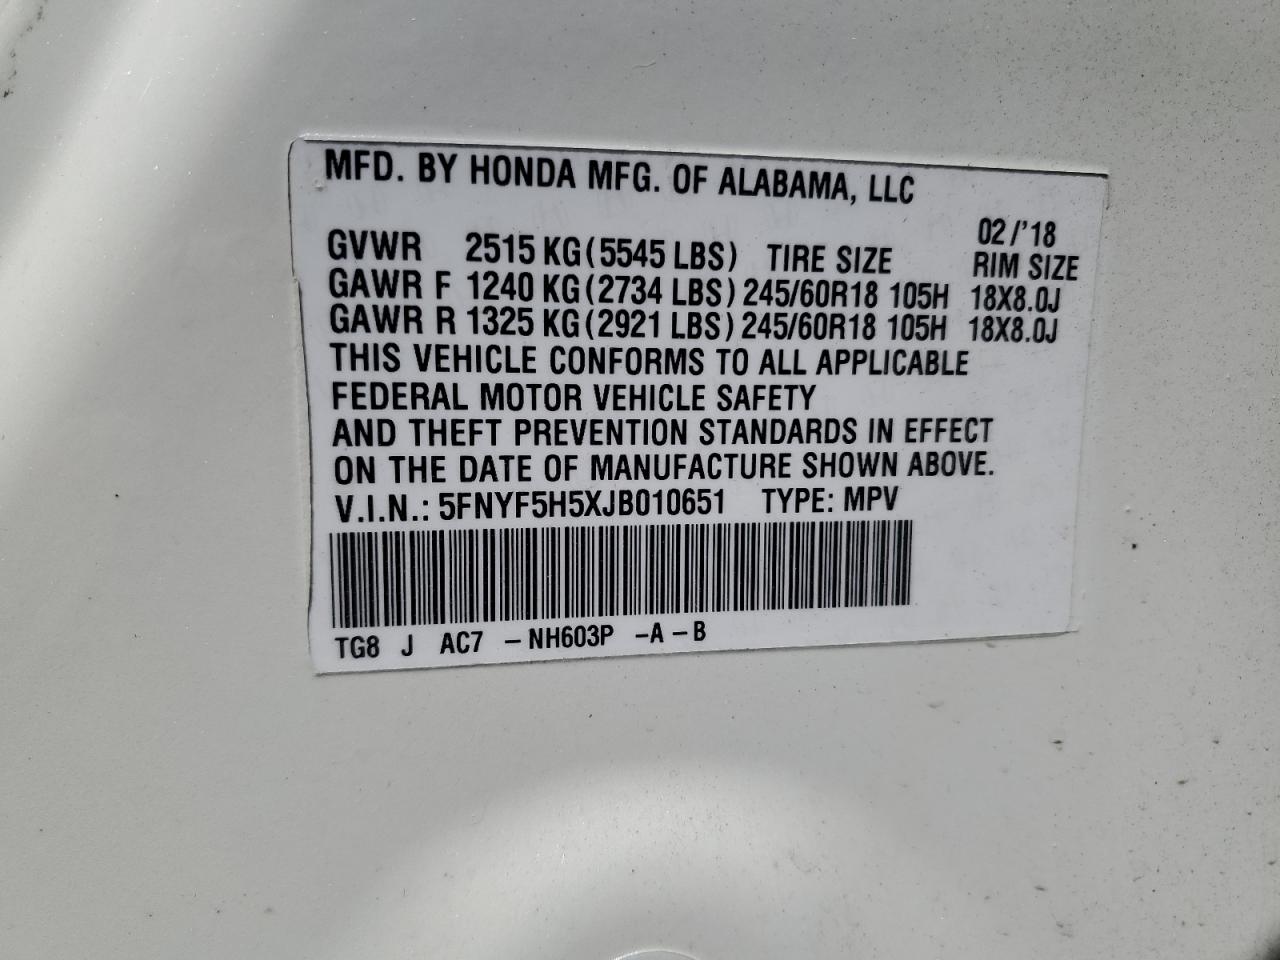 MFD. BY HONDA MFG. OF ALABAMA, LLC
02/'18
GVWR 2515 KG(5545 LBS) TIRE SIZE RIM SIZE
GAWR F 1240 KG(2734 LBS) 245/60R18 105H 18X8.0J
GAWR R 1325 KG(2921 LBS) 245/60R18 105H 18X8.0J
THIS VEHICLE CONFORMS TO ALL APPLICABLE
FEDERAL MOTOR VEHICLE SAFETY
AND THEFT PREVENTION STANDARDS IN EFFECT
ON THE DATE OF MANUFACTURE SHOWN ABOVE.
V.I.N.: 5FNYF5H5XJB010651 TYPE: MPV
TG8 J AC7 -NH603P -A-B